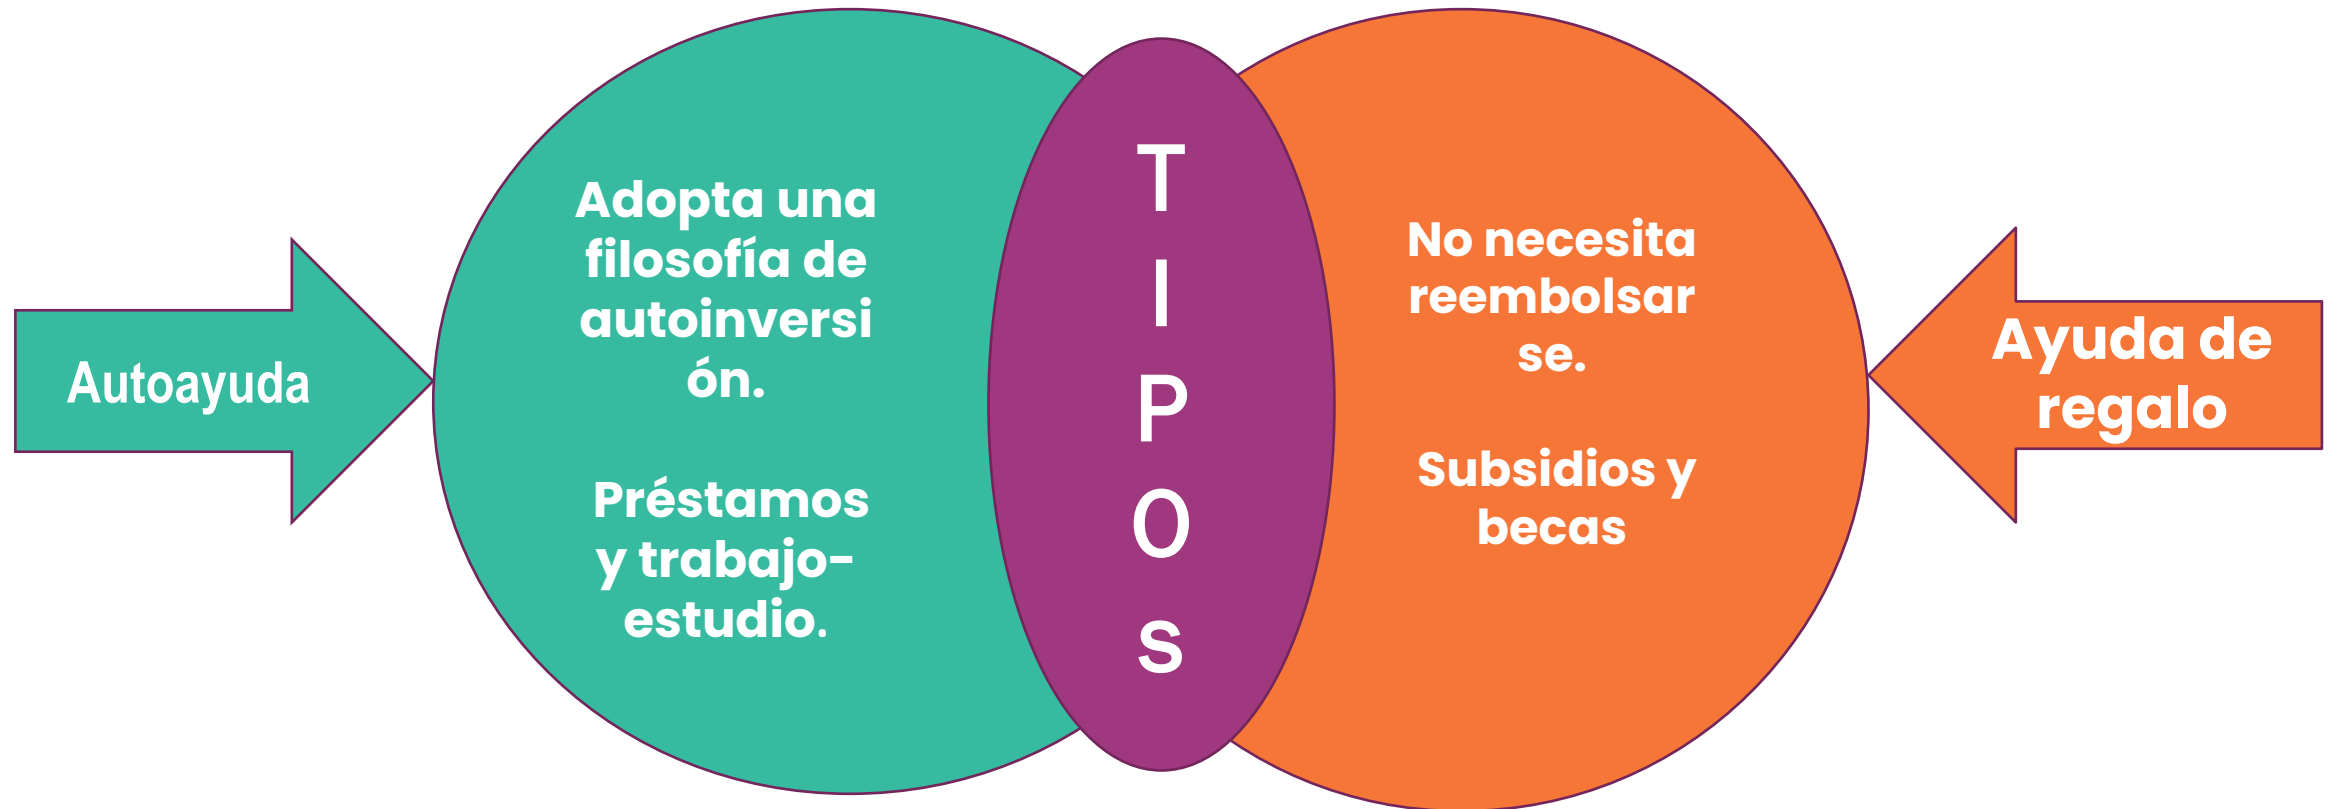 Autoayuda
Adopta una
filosofía de
autoinversi
ón.
Préstamos
y trabajo-
estudio.
T
I
P
O
s
No necesita
reembolsar
se.
Subsidios y
becas
Ayuda de
regalo